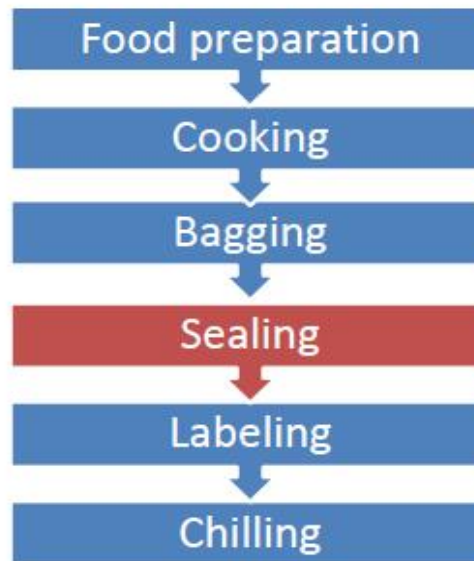 Food preparation
Cooking
Bagging
Sealing
Labeling
Chilling